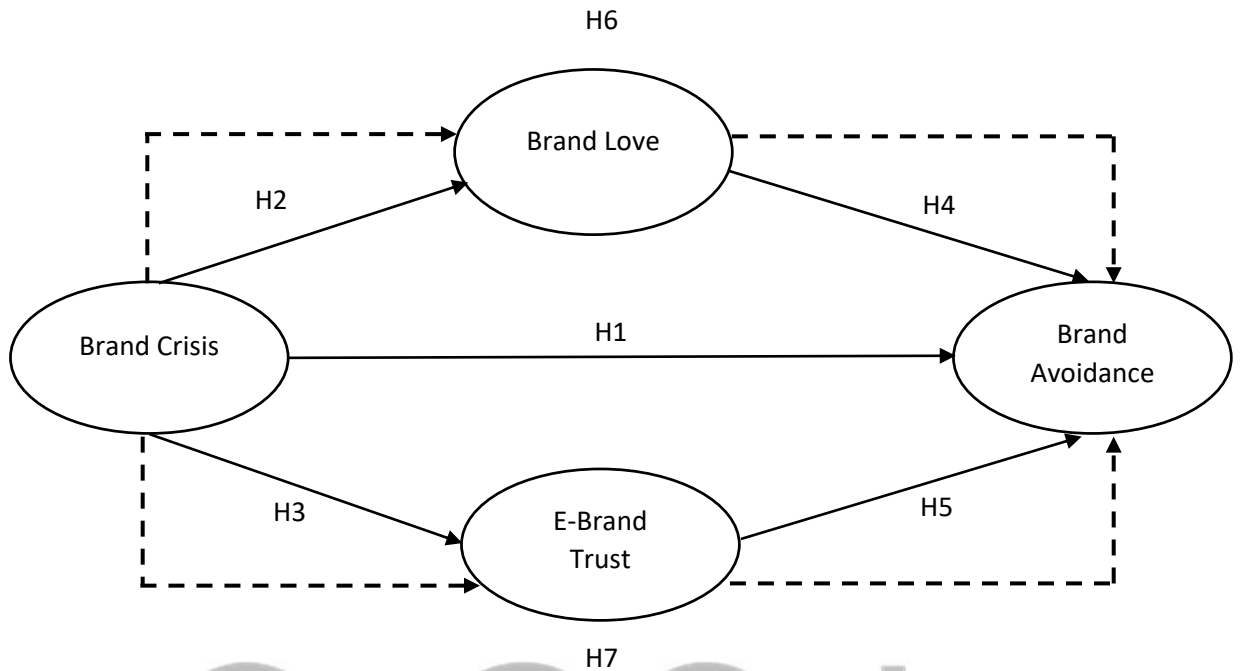 H6
Brand Love
H2
H4
Brand Crisis
H1
Brand
Avoidance
H3
E-Brand
Trust
H5
H7